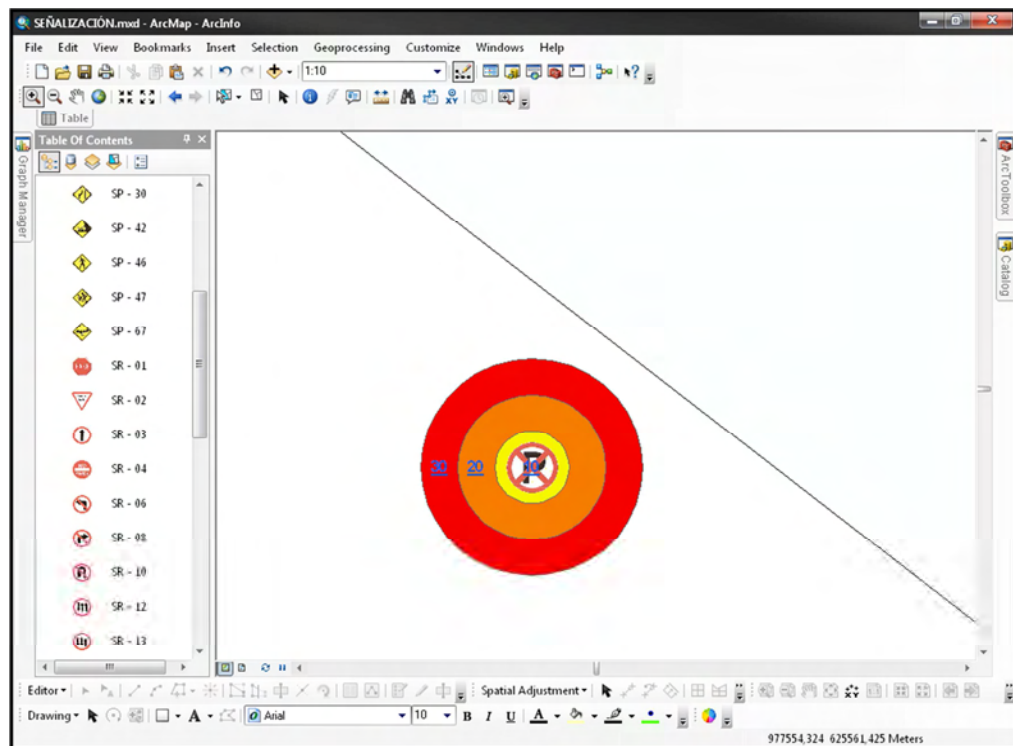 SEÑALIZACIÓN.mxd - ArcMap - ArcInfo
File Edit View Bookmarks Insert Selection Geoprocessing Customize Windows Help
1:10
Table
Table Of Contents
Graph Manager
ArcToolbox
Catalog
SP - 30
SP - 42
SP - 46
SP - 47
SP - 67
SR - 01
SR - 02
SR - 03
SR - 04
SR - 06
SR - 08
SR - 10
SR - 12
SR - 13
30 20 10
Editor Spatial Adjustment
Drawing A Arial 10 B I U A
977554,324 625561,425 Meters